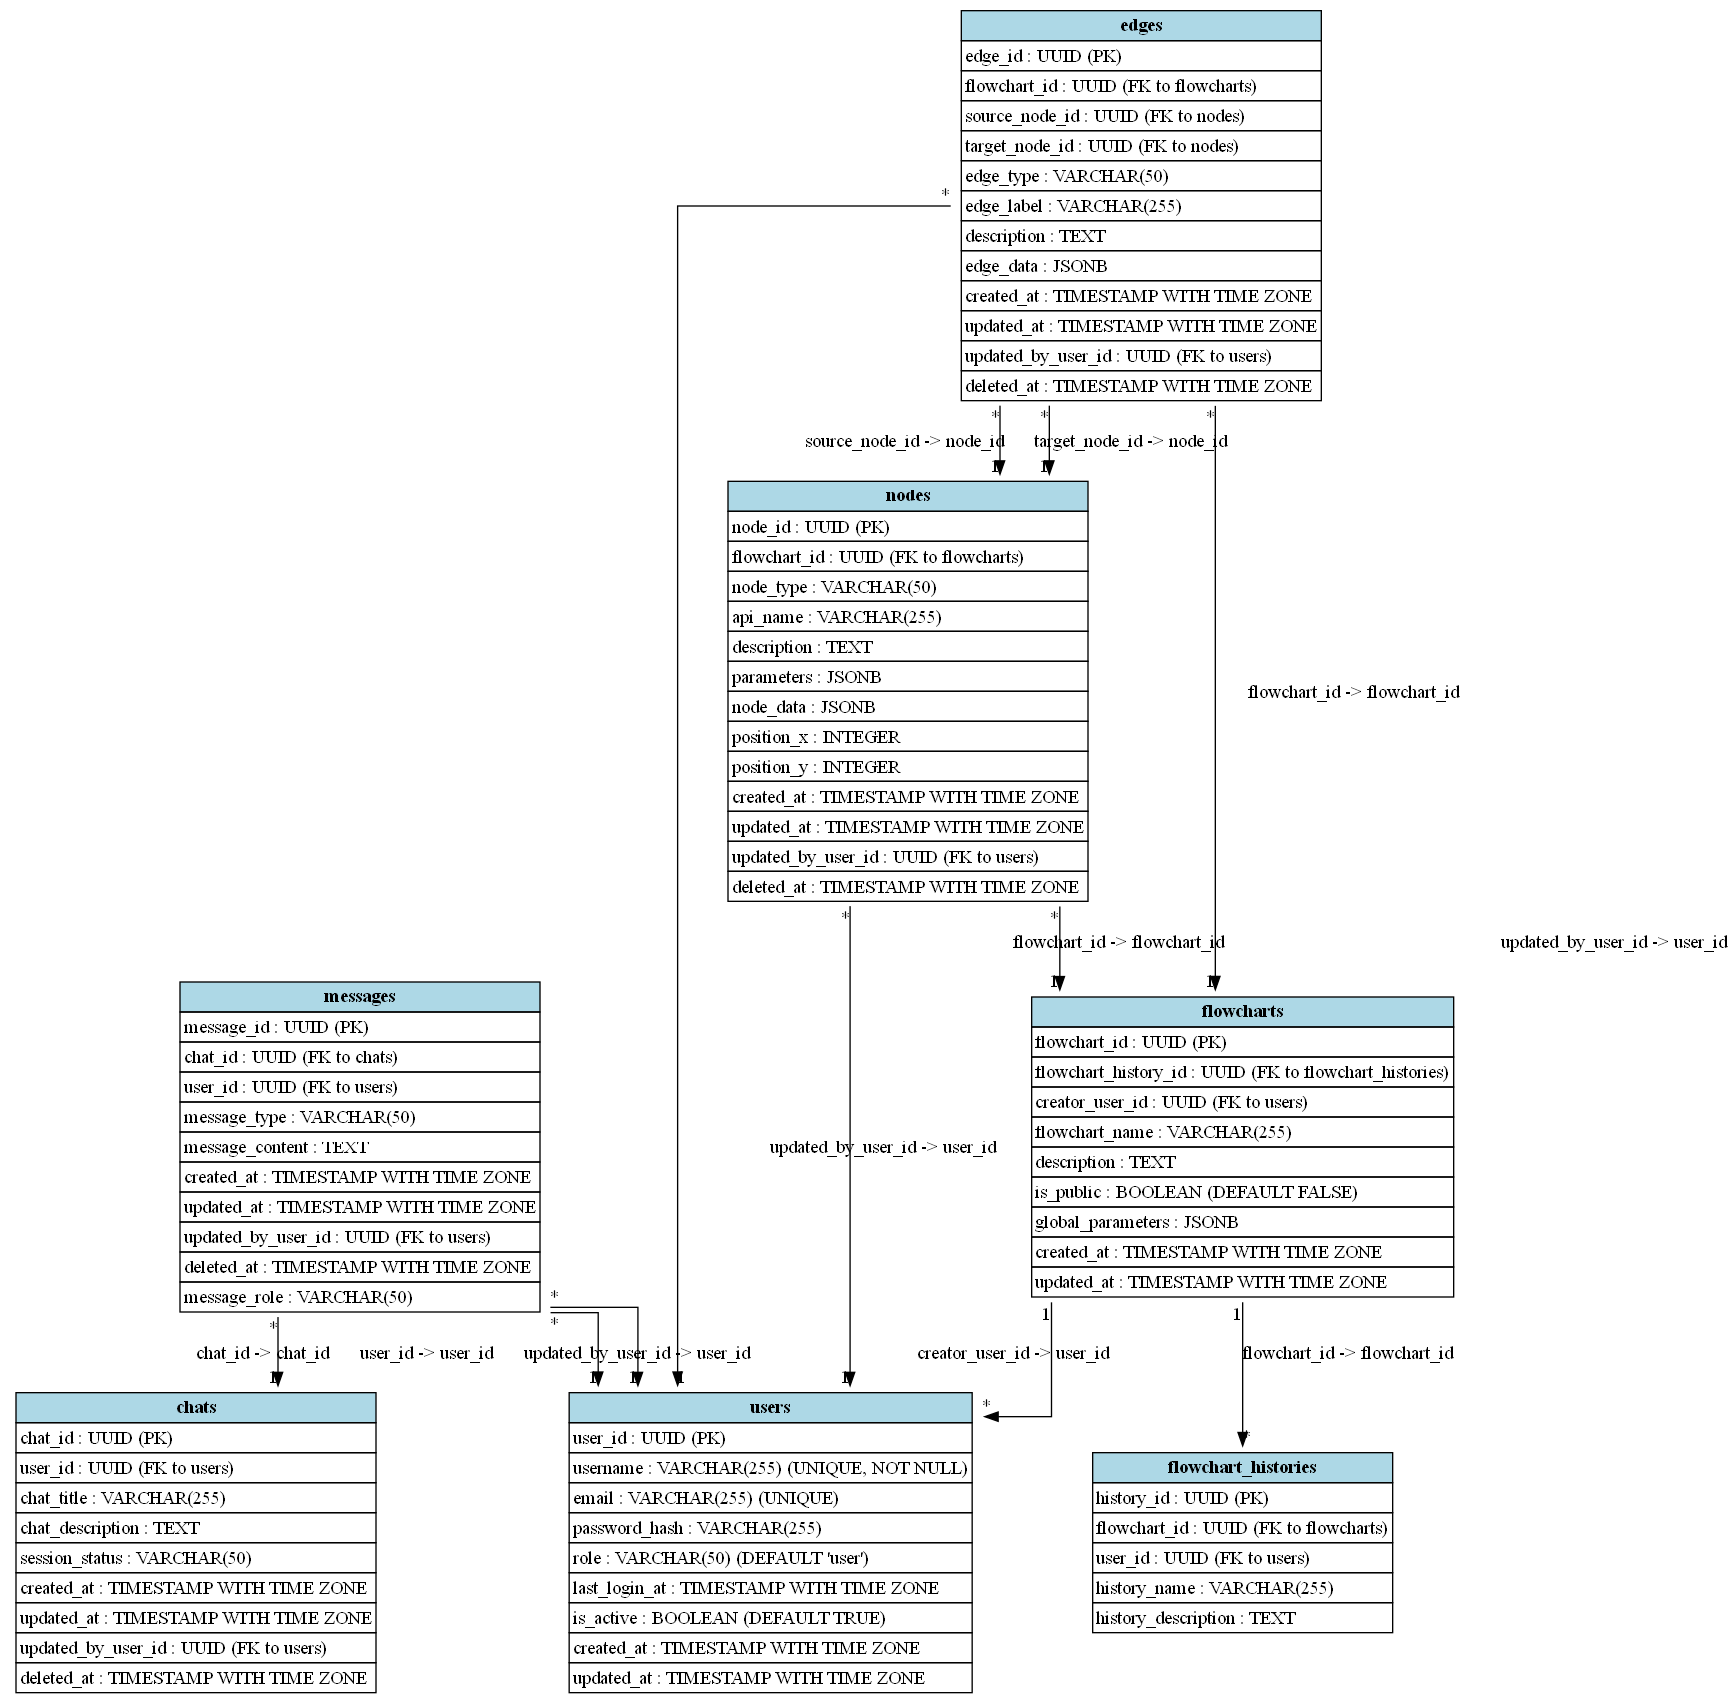 edges
edge_id : UUID (PK)
flowchart_id : UUID (FK to flowcharts)
source_node_id : UUID (FK to nodes)
target_node_id : UUID (FK to nodes)
edge_type : VARCHAR(50)
*
edge_label : VARCHAR(255)
description : TEXT
edge_data : JSONB
created_at : TIMESTAMP WITH TIME ZONE
updated_at : TIMESTAMP WITH TIME ZONE
updated_by_user_id : UUID (FK to users)
deleted_at : TIMESTAMP WITH TIME ZONE
* * *
source_node_id -> node_id
target_node_id -> node_id
1 1
nodes
node_id : UUID (PK)
flowchart_id : UUID (FK to flowcharts)
node_type : VARCHAR(50)
api_name : VARCHAR(255)
description : TEXT
parameters : JSONB
node_data : JSONB
position_x : INTEGER
position_y : INTEGER
created_at : TIMESTAMP WITH TIME ZONE
updated_at : TIMESTAMP WITH TIME ZONE
updated_by_user_id : UUID (FK to users)
deleted_at : TIMESTAMP WITH TIME ZONE
flowchart_id -> flowchart_id
* *
flowchart_id -> flowchart_id
updated_by_user_id -> user_id
1 1
messages
message_id : UUID (PK)
chat_id : UUID (FK to chats)
user_id : UUID (FK to users)
message_type : VARCHAR(50)
message_content : TEXT
created_at : TIMESTAMP WITH TIME ZONE
updated_at : TIMESTAMP WITH TIME ZONE
updated_by_user_id : UUID (FK to users)
deleted_at : TIMESTAMP WITH TIME ZONE
message_role : VARCHAR(50)
updated_by_user_id -> user_id
flowcharts
flowchart_id : UUID (PK)
flowchart_history_id : UUID (FK to flowchart_histories)
creator_user_id : UUID (FK to users)
flowchart_name : VARCHAR(255)
description : TEXT
is_public : BOOLEAN (DEFAULT FALSE)
global_parameters : JSONB
created_at : TIMESTAMP WITH TIME ZONE
updated_at : TIMESTAMP WITH TIME ZONE
*
*
*
1 1
chat_id -> chat_id
user_id -> user_id
updated_by_user_id -> user_id
creator_user_id -> user_id
flowchart_id -> flowchart_id
1 1 1 1 1
*
*
chats
chat_id : UUID (PK)
user_id : UUID (FK to users)
chat_title : VARCHAR(255)
chat_description : TEXT
session_status : VARCHAR(50)
created_at : TIMESTAMP WITH TIME ZONE
updated_at : TIMESTAMP WITH TIME ZONE
updated_by_user_id : UUID (FK to users)
deleted_at : TIMESTAMP WITH TIME ZONE
users
user_id : UUID (PK)
username : VARCHAR(255) (UNIQUE, NOT NULL)
email : VARCHAR(255) (UNIQUE)
password_hash : VARCHAR(255)
role : VARCHAR(50) (DEFAULT 'user')
last_login_at : TIMESTAMP WITH TIME ZONE
is_active : BOOLEAN (DEFAULT TRUE)
created_at : TIMESTAMP WITH TIME ZONE
updated_at : TIMESTAMP WITH TIME ZONE
flowchart_histories
history_id : UUID (PK)
flowchart_id : UUID (FK to flowcharts)
user_id : UUID (FK to users)
history_name : VARCHAR(255)
history_description : TEXT